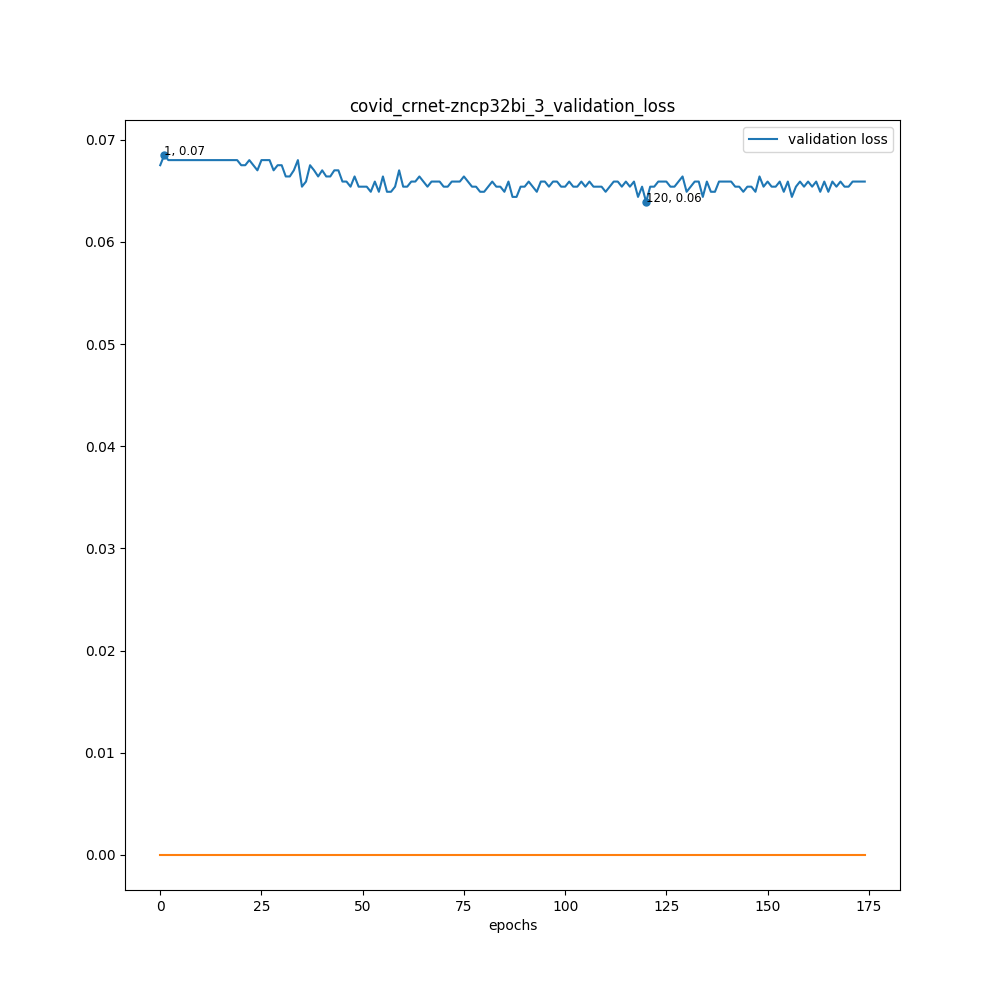 covid_crnet-zncp32bi_3_validation_loss
validation loss
0.07
1, 0.07
120, 0.06
0.06
0.05
0.04
0.03
0.02
0.01
0.00
0 25 50 75 100 125 150 175
epochs